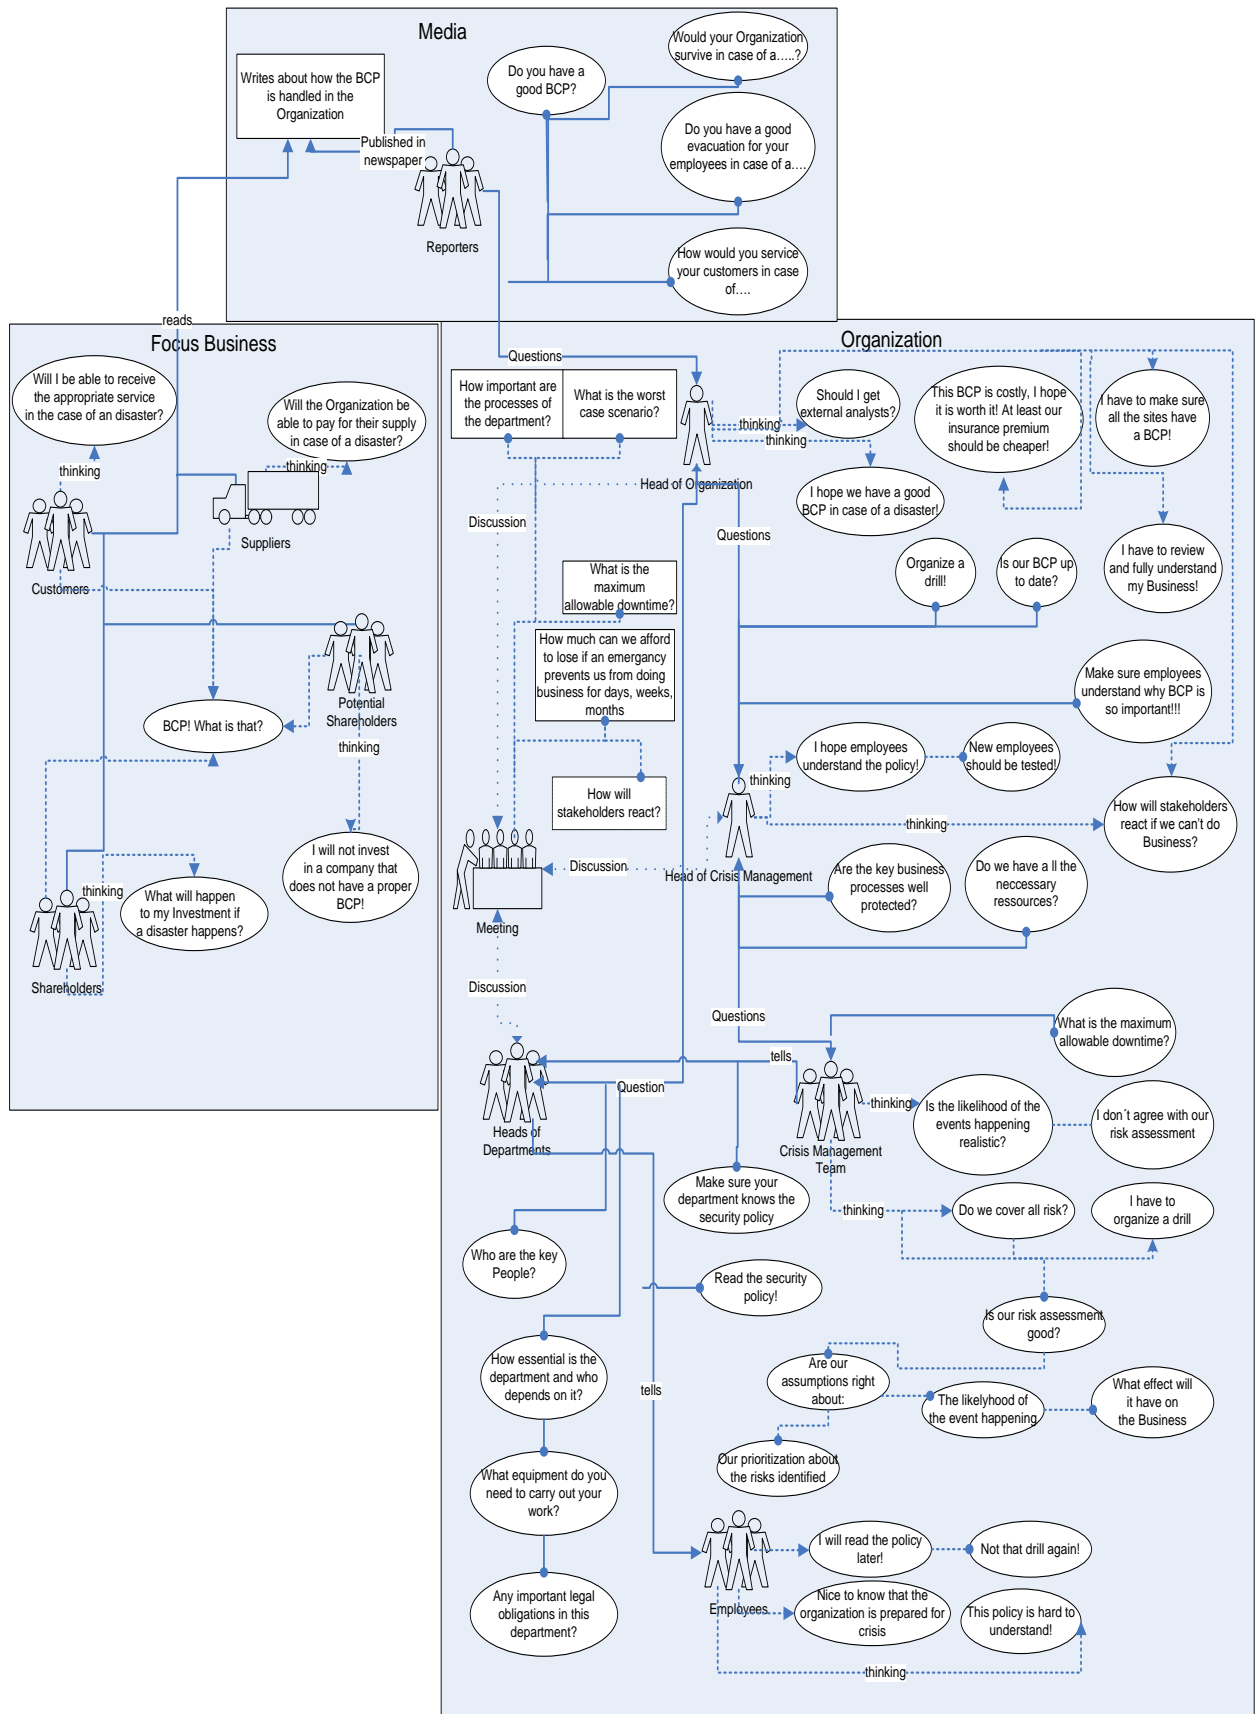 Media
Writes about how the BCP
is handled in the
Organization
Do you have a
good BCP?
Would your Organization
survive in case of a.....?
Do you have a good
evacuation for your
employees in case of a....
How would you service
your customers in case
of....
Published in
newspaper
Reporters
reads
Focus Business
Will I be able to receive
the appropriate service
in the case of an disaster?
Will the Organization be
able to pay for their supply
in case of a disaster?
thinking
thinking
Suppliers
Customers
Potential
Shareholders
BCP! What is that?
thinking
I will not invest
in a company that
does not have a proper
BCP!
thinking
What will happen
to my Investment if
a disaster happens?
Shareholders
Organization
Questions
How important are
the processes of
the department?
What is the worst
case scenario?
Should I get
external analysts?
This BCP is costly, I hope
it is worth it! At least our
insurance premium
should be cheaper!
I have to make sure
all the sites have
a BCP!
thinking
thinking
Head of Organization
I hope we have a good
BCP in case of a disaster!
Discussion
Questions
I have to review
and fully understand
my Business!
Organize a
drill!
Is our BCP up
to date?
What is the
maximum
allowable downtime?
How much can we afford
to lose if an emergancy
prevents us from doing
business for days, weeks,
months
Make sure employees
understand why BCP is
so important!!!
I hope employees
understand the policy!
New employees
should be tested!
thinking
How will
stakeholders react?
How will stakeholders
react if we can't do
Business?
thinking
Discussion
Head of Crisis Management
Are the key business
processes well
protected?
Do we have a ll the
neccessary
ressources?
Meeting
Discussion
Questions
What is the maximum
allowable downtime?
tells
Question
thinking
Is the likelihood of the
events happening
realistic?
I don´t agree with our
risk assessment
Heads of
Departments
Crisis Management
Team
Make sure your
department knows the
security policy
thinking
Do we cover all risk?
I have to
organize a drill
Who are the key
People?
Read the security
policy!
Is our risk assessment
good?
How essential is the
department and who
depends on it?
Are our
assumptions right
about:
tells
The likelyhood of
the event happening
What effect will
it have on
the Business
Our prioritization about
the risks identified
What equipment do you
need to carry out your
work?
I will read the policy
later!
Not that drill again!
Any important legal
obligations in this
department?
Employees
Nice to know that the
organization is prepared for
crisis
This policy is hard to
understand!
thinking